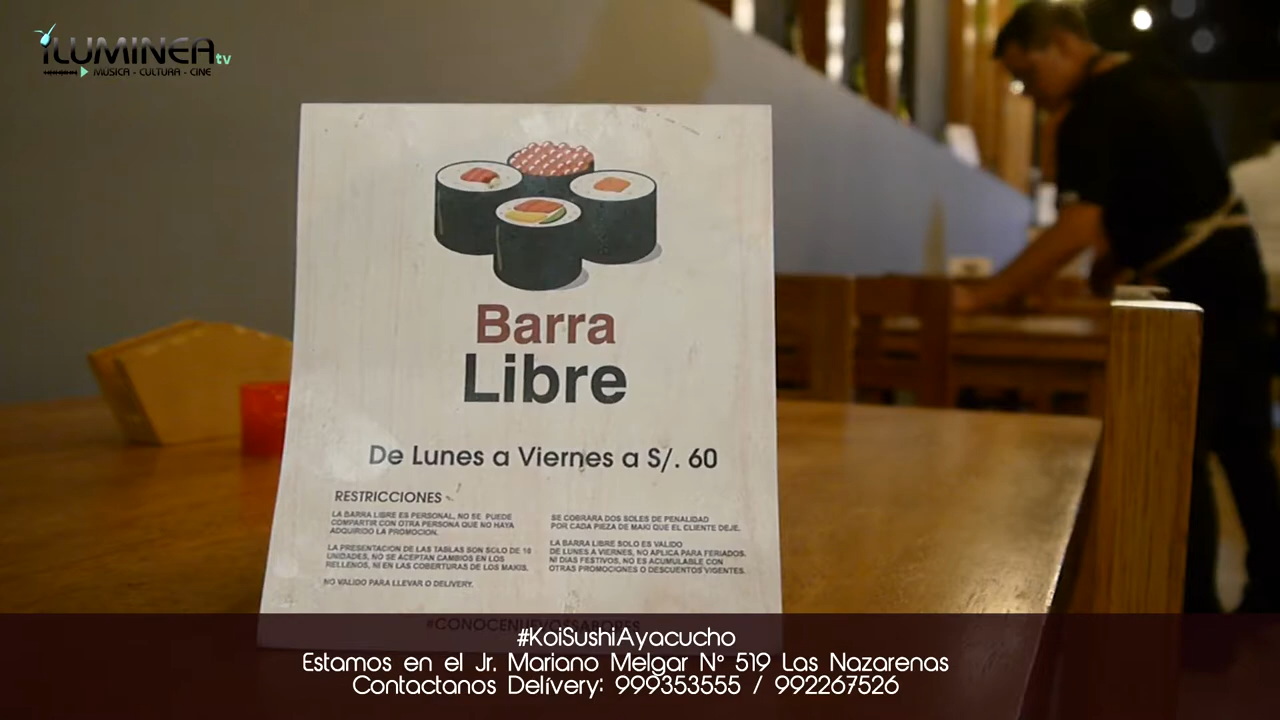 iLUMINEA tv
MUSICA - CULTURA - CINE
Barra
Libre
De Lunes a Viernes a S/. 60
RESTRICCIONES
LA BARRA LIBRE ES PERSONAL, NO SE PUEDE
COMPARTIR CON OTRA PERSONA QUE NO HAYA
ADQUIRIDO LA PROMOCION.
LA PRESENTACION DE LAS TABLAS SON SOLO DE 10
UNIDADES, NO SE ACEPTAN CAMBIOS EN LOS
RELLENOS, NI EN LAS COBERTURAS DE LOS MAKIS.
NO VALIDO PARA LLEVAR O DELIVERY.
SE COBRARA DOS SOLES DE PENALIDAD
POR CADA PIEZA DE MAKI QUE EL CLIENTE DEJE.
LA BARRA LIBRE SOLO ES VALIDO
DE LUNES A VIERNES, NO APLICA PARA FERIADOS.
NI DIAS FESTIVOS, NO ES ACUMULABLE CON
OTRAS PROMOCIONES O DESCUENTOS VIGENTES.
#CONOCENUEVOSSABORES
#KoiSushiAyacucho
Estamos en el Jr. Mariano Melgar N° 519 Las Nazarenas
Contactanos Delívery: 999353555 / 992267526